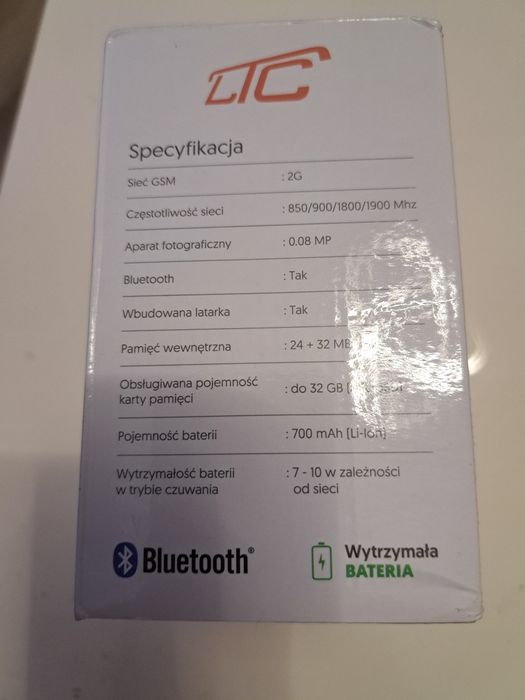 LTC
Specyfikacja
Sieć GSM : 2G
Częstotliwość sieci : 850/900/1800/1900 Mhz
Aparat fotograficzny : 0.08 MP
Bluetooth : Tak
Wbudowana latarka : Tak
Pamięć wewnętrzna : 24 + 32 MB
Obsługiwana pojemność : do 32 GB
karty pamięci
Pojemność baterii : 700 mAh [Li-Ion]
Wytrzymałość baterii : 7 - 10 w zależności
w trybie czuwania od sieci
Bluetooth® Wytrzymała
BATERIA